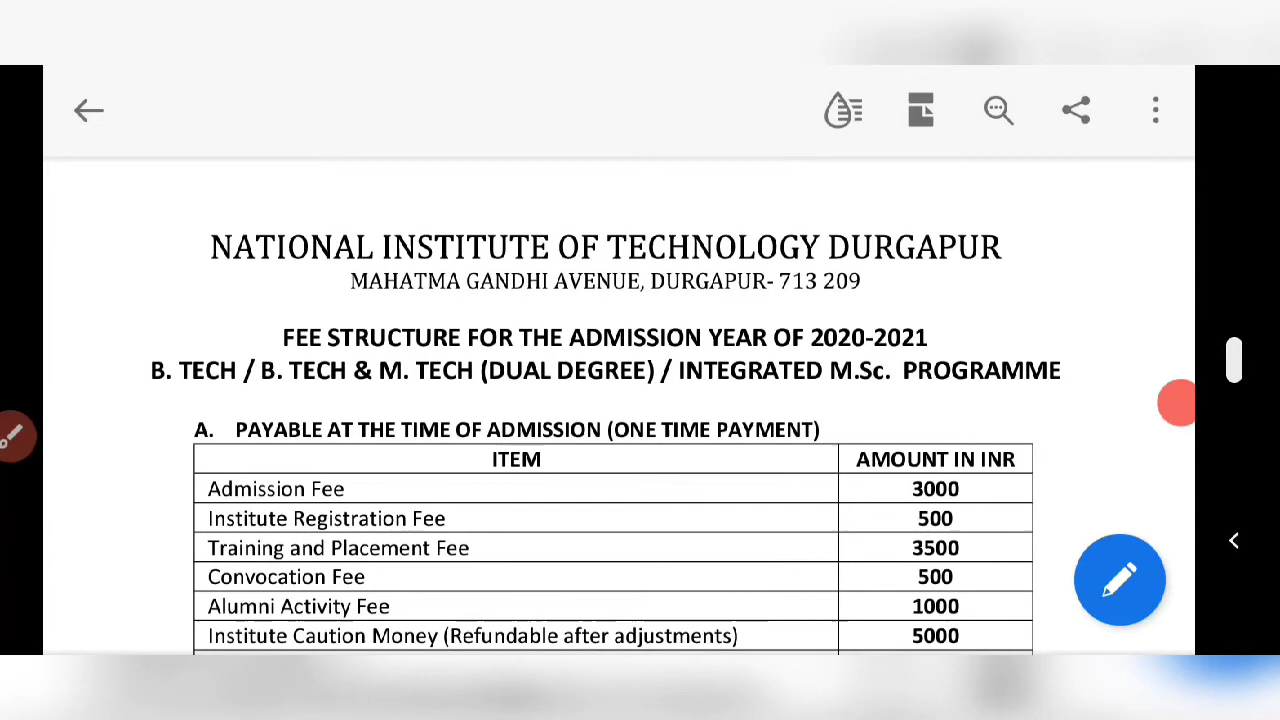 NATIONAL INSTITUTE OF TECHNOLOGY DURGAPUR
MAHATMA GANDHI AVENUE, DURGAPUR- 713 209
FEE STRUCTURE FOR THE ADMISSION YEAR OF 2020-2021
B. TECH / B. TECH & M. TECH (DUAL DEGREE) / INTEGRATED M.Sc. PROGRAMME
A. PAYABLE AT THE TIME OF ADMISSION (ONE TIME PAYMENT)
ITEM AMOUNT IN INR
Admission Fee 3000
Institute Registration Fee 500
Training and Placement Fee 3500
Convocation Fee 500
Alumni Activity Fee 1000
Institute Caution Money (Refundable after adjustments) 5000